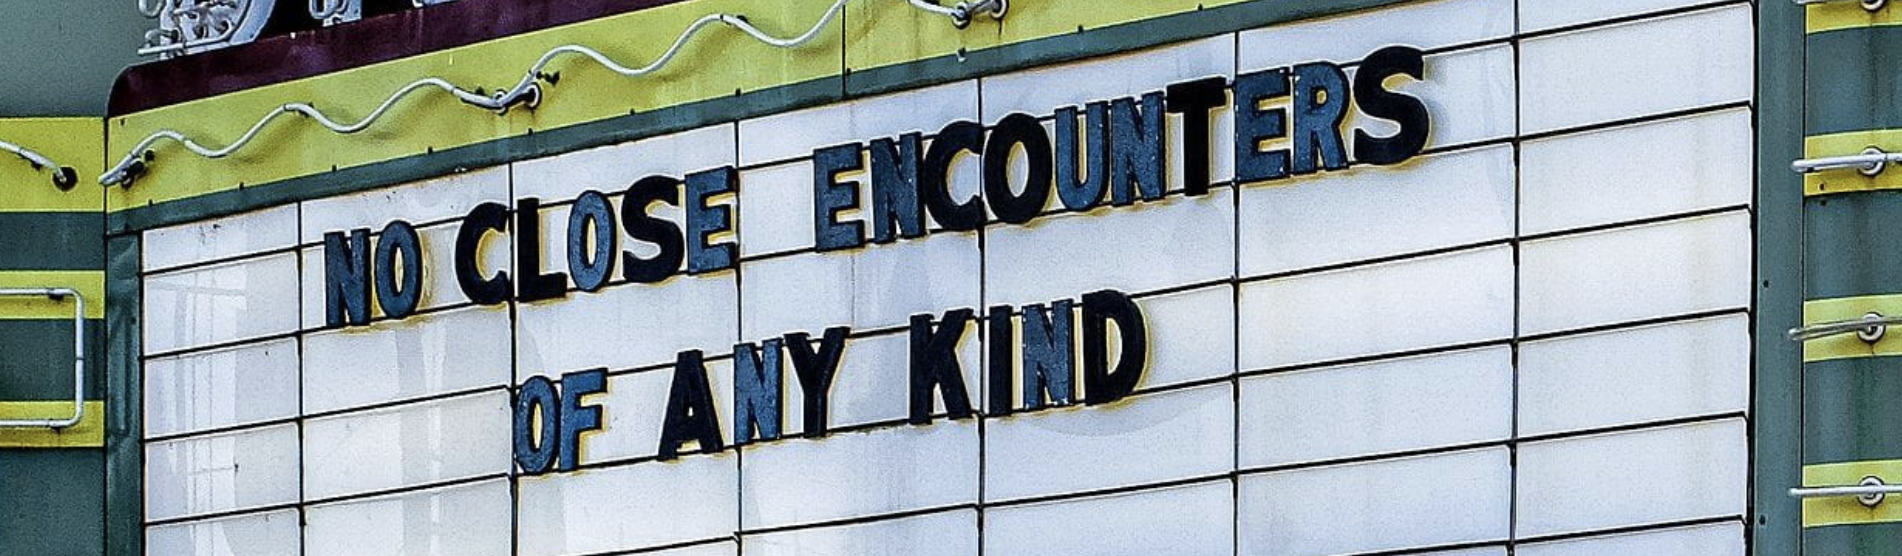 NO CLOSE ENCOUNTERS
OF ANY KIND